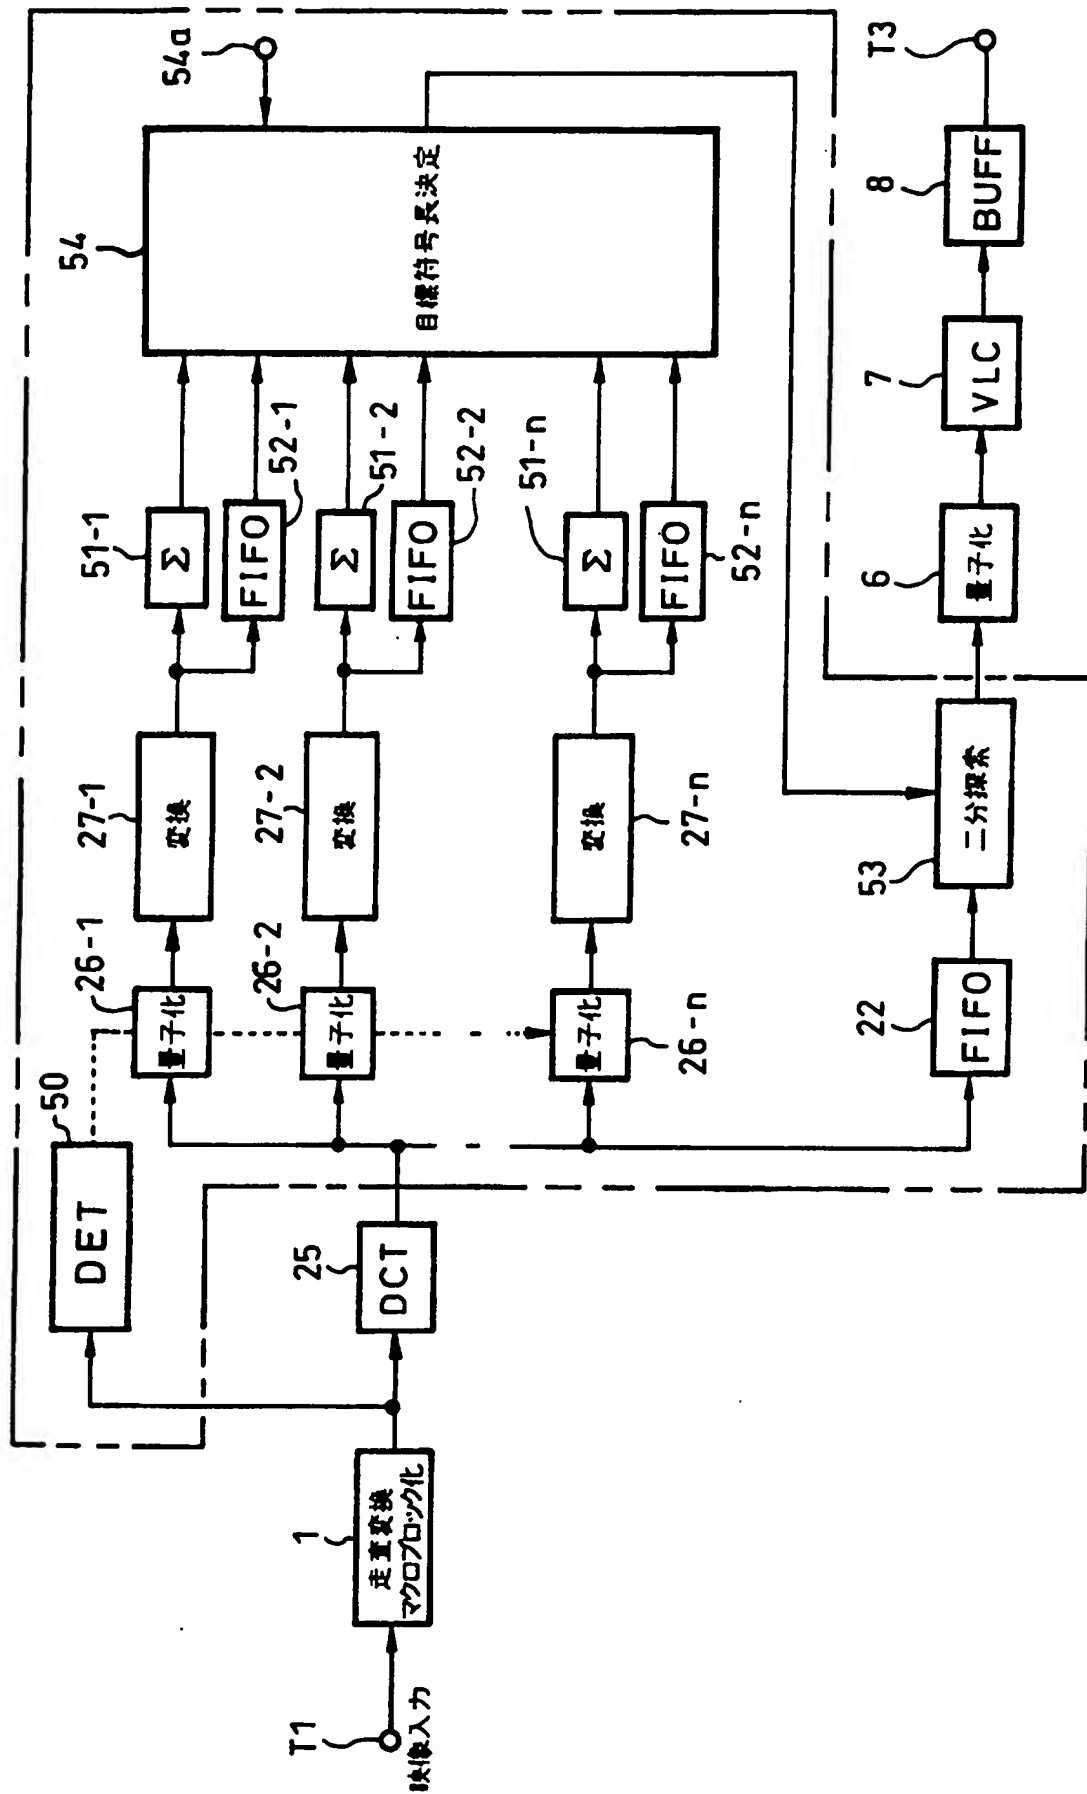 T1
映像入力
1
走査変換
マクロブロック化
25
DCT
50
DET
26-1
量子化
26-2
量子化
26-n
量子化
27-1
変換
27-2
変換
27-n
変換
51-1
Σ
52-1
FIFO
51-2
Σ
52-2
FIFO
51-n
Σ
52-n
FIFO
54
目標符号長決定
54a
22
FIFO
53
二分探索
6
量子化
7
VLC
8
BUFF
T3